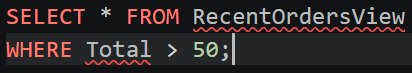 SELECT * FROM RecentOrdersView
WHERE Total > 50;